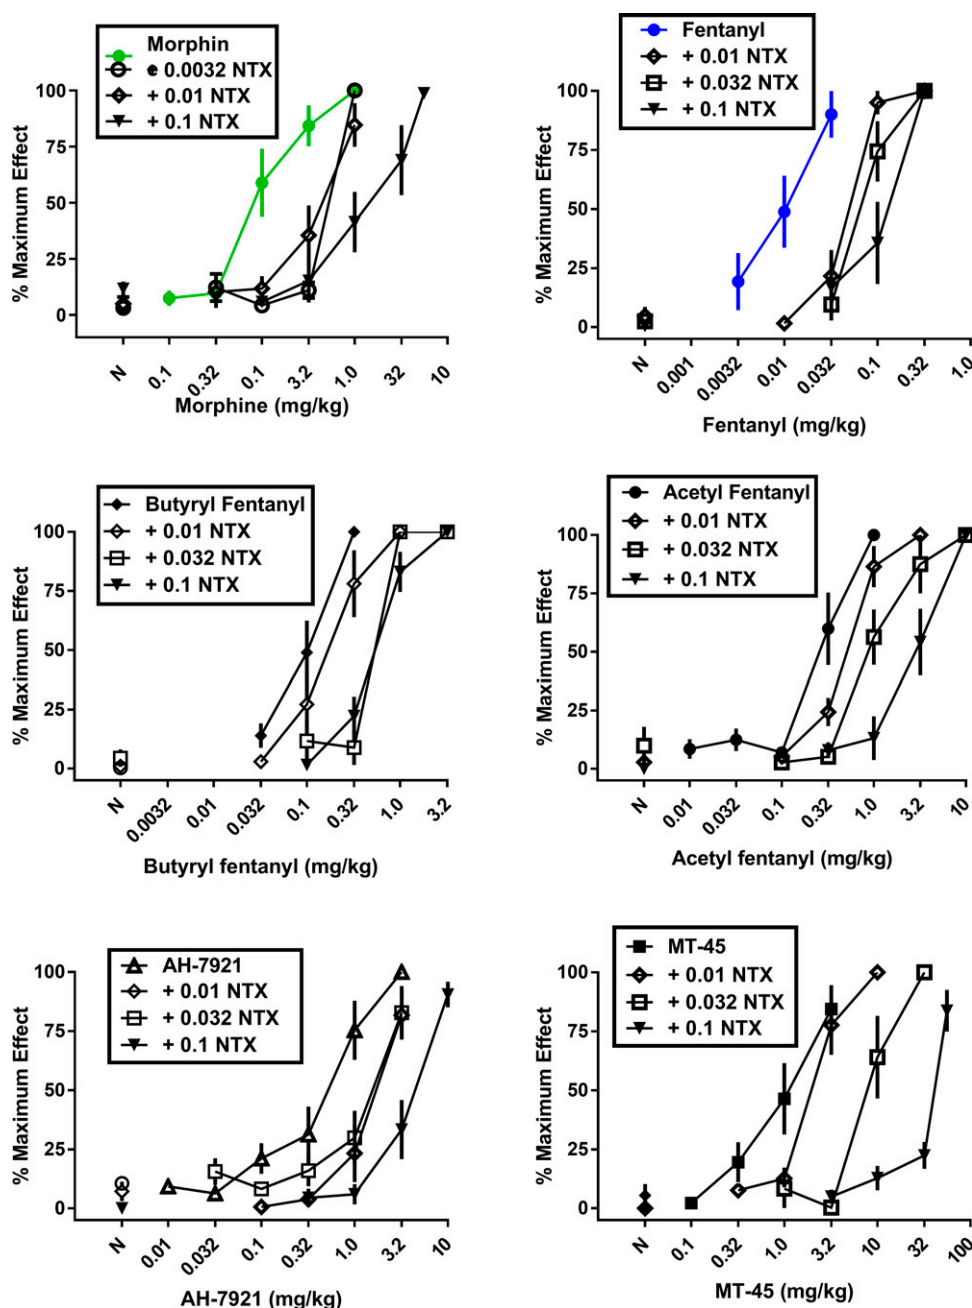 Morphin
e 0.0032 NTX
+ 0.01 NTX
+ 0.1 NTX
100
75
50
25
0
% Maximum Effect
N
0.1
0.32
0.1
3.2
1.0
32
10
Morphine (mg/kg)
Fentanyl
+ 0.01 NTX
+ 0.032 NTX
+ 0.1 NTX
100
75
50
25
0
% Maximum Effect
N
0.001
0.0032
0.01
0.032
0.1
0.32
1.0
Fentanyl (mg/kg)
Butyryl Fentanyl
+ 0.01 NTX
+ 0.032 NTX
+ 0.1 NTX
100
75
50
25
0
% Maximum Effect
N
0.0032
0.01
0.032
0.1
0.32
1.0
3.2
Butyryl fentanyl (mg/kg)
Acetyl Fentanyl
+ 0.01 NTX
+ 0.032 NTX
+ 0.1 NTX
100
75
50
25
0
% Maximum Effect
N
0.01
0.032
0.1
0.32
1.0
3.2
10
Acetyl fentanyl (mg/kg)
AH-7921
+ 0.01 NTX
+ 0.032 NTX
+ 0.1 NTX
100
75
50
25
0
% Maximum Effect
N
0.01
0.032
0.1
0.32
1.0
3.2
10
AH-7921 (mg/kg)
MT-45
+ 0.01 NTX
+ 0.032 NTX
+ 0.1 NTX
100
75
50
25
0
% Maximum Effect
N
0.1
0.32
1.0
3.2
10
32
100
MT-45 (mg/kg)